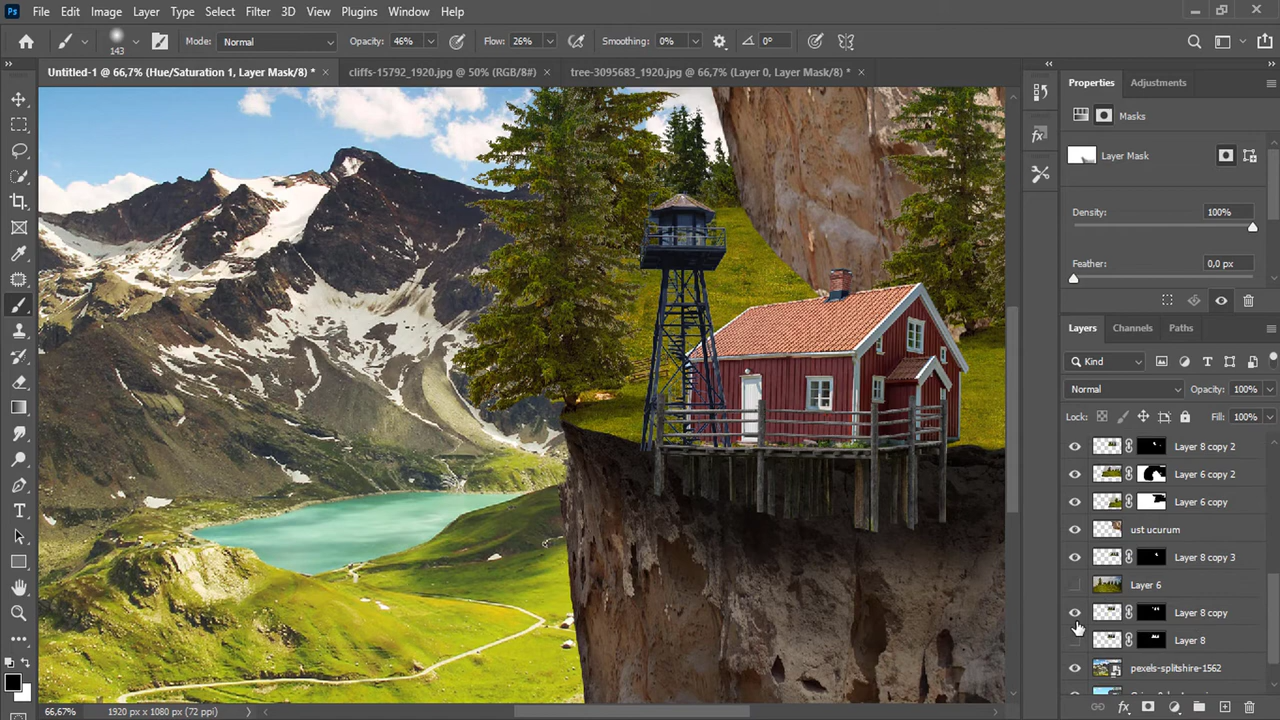 Ps File Edit Image Layer Type Select Filter 3D View Plugins Window Help
143 Mode: Normal Opacity: 46% Flow: 26% Smoothing: 0% 0°
Untitled-1 @ 66,7% (Hue/Saturation 1, Layer Mask/8) * cliffs-15792_1920.jpg @ 50% (RGB/8#) tree-3095683_1920.jpg @ 66,7% (Layer 0, Layer Mask/8) *
Properties Adjustments
Masks
Layer Mask
Density: 100%
Feather: 0,0 px
Layers Channels Paths
Kind
Normal Opacity: 100%
Lock: Fill: 100%
Layer 8 copy 2
Layer 6 copy 2
Layer 6 copy
ust ucurum
Layer 8 copy 3
Layer 6
Layer 8 copy
Layer 8
pexels-splitshire-1562
66,67% 1920 px x 1080 px (72 ppi)